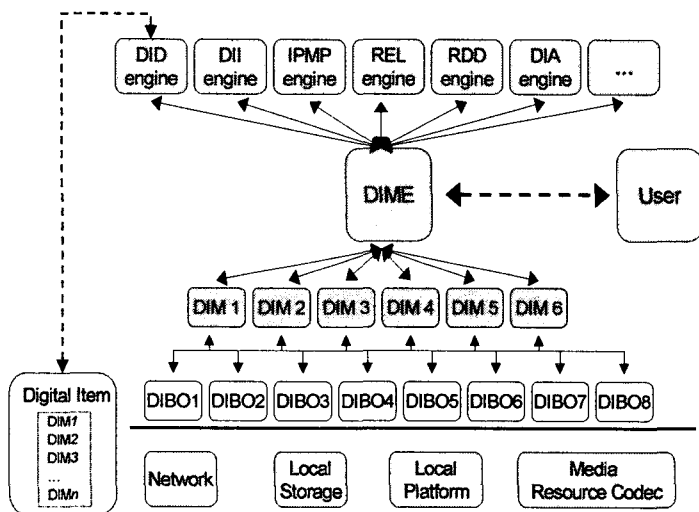 DID
engine
DII
engine
IPMP
engine
REL
engine
RDD
engine
DIA
engine
...
DIME
User
DIM 1
DIM 2
DIM 3
DIM 4
DIM 5
DIM 6
Digital Item
DIM1
DIM2
DIM3
...
DIMn
DIBO1
DIBO2
DIBO3
DIBO4
DIBO5
DIBO6
DIBO7
DIBO8
Network
Local
Storage
Local
Platform
Media
Resource Codec